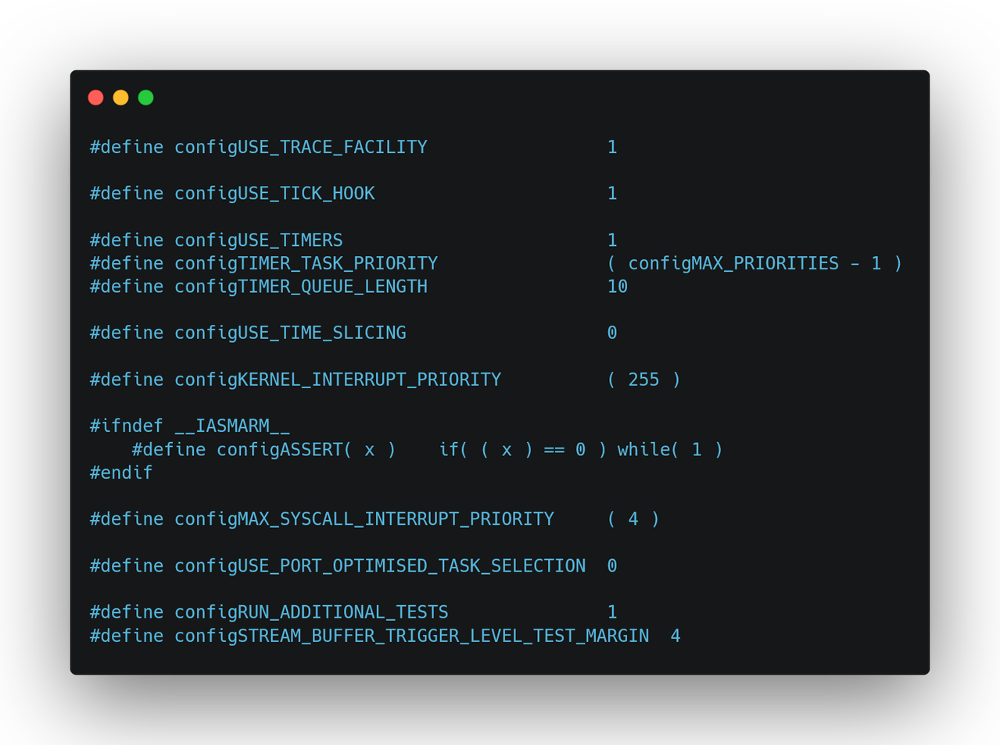 #define configUSE_TRACE_FACILITY                 1

#define configUSE_TICK_HOOK                      1

#define configUSE_TIMERS                         1
#define configTIMER_TASK_PRIORITY                ( configMAX_PRIORITIES - 1 )
#define configTIMER_QUEUE_LENGTH                 10

#define configUSE_TIME_SLICING                   0

#define configKERNEL_INTERRUPT_PRIORITY          ( 255 )

#ifndef __IASMARM__
    #define configASSERT( x )    if( ( x ) == 0 ) while( 1 )
#endif

#define configMAX_SYSCALL_INTERRUPT_PRIORITY     ( 4 )

#define configUSE_PORT_OPTIMISED_TASK_SELECTION  0

#define configRUN_ADDITIONAL_TESTS               1
#define configSTREAM_BUFFER_TRIGGER_LEVEL_TEST_MARGIN  4